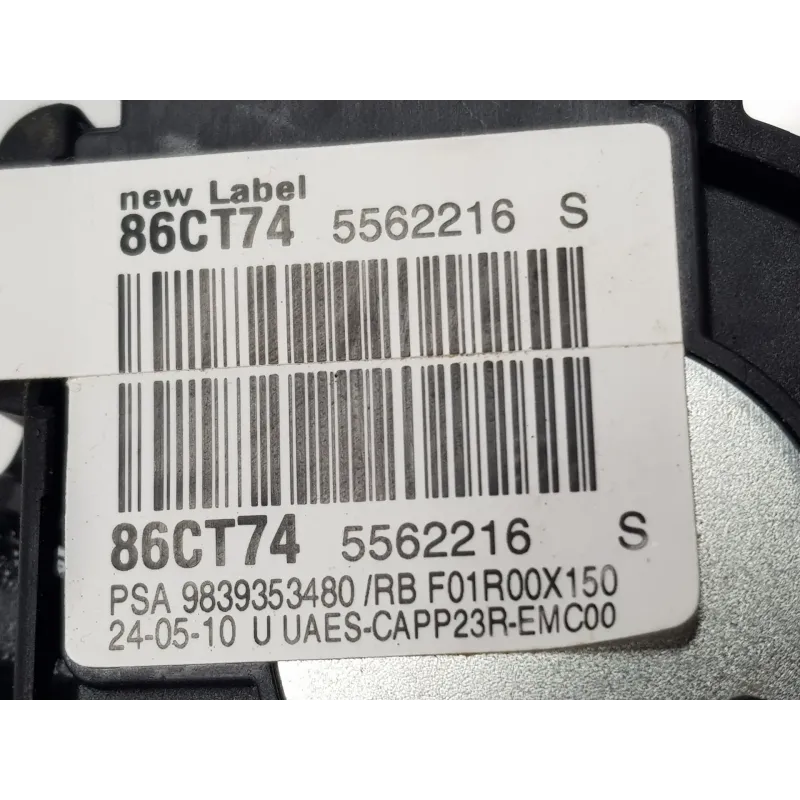 new Label
86CT74 5562216 S
86CT74 5562216 S
PSA 9839353480 /RB F01R00X150
24-05-10 U UAES-CAPP23R-EMC00